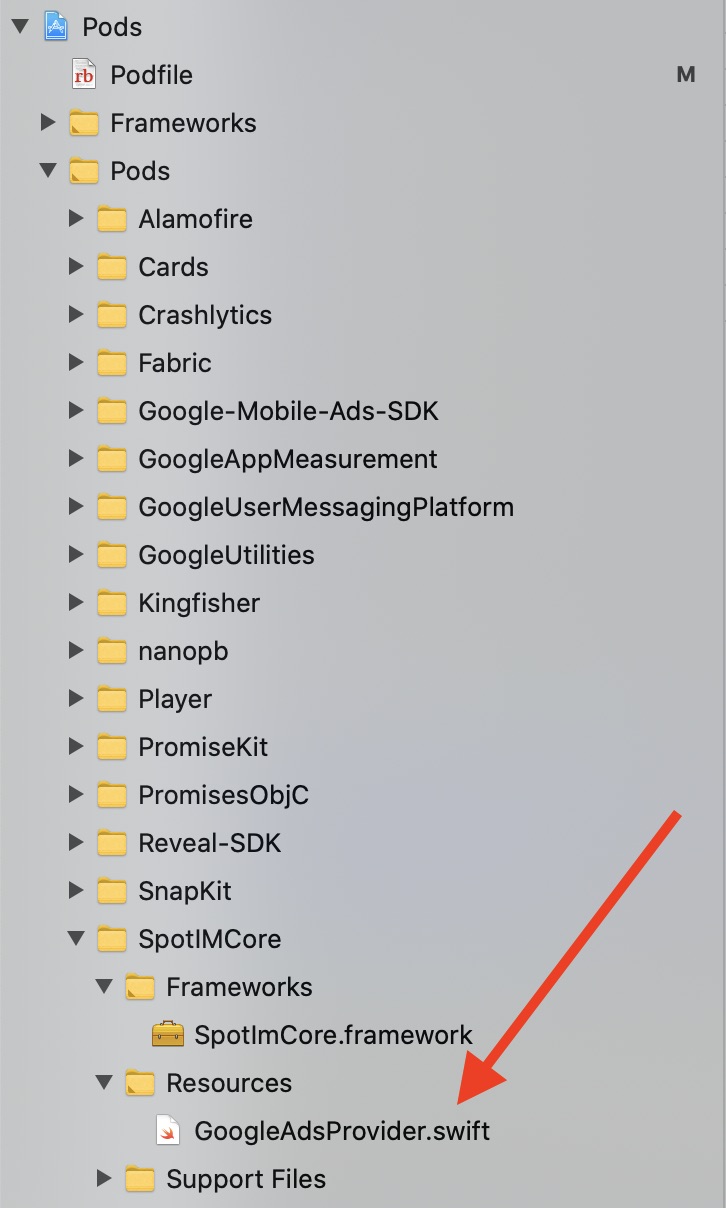 Pods
Podfile M
Frameworks
Pods
Alamofire
Cards
Crashlytics
Fabric
Google-Mobile-Ads-SDK
GoogleAppMeasurement
GoogleUserMessagingPlatform
GoogleUtilities
Kingfisher
nanopb
Player
PromiseKit
PromisesObjC
Reveal-SDK
SnapKit
SpotIMCore
Frameworks
SpotImCore.framework
Resources
GoogleAdsProvider.swift
Support Files